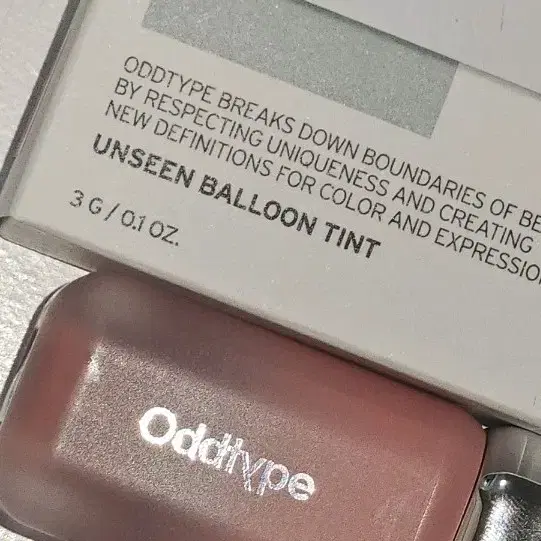 ODDTYPE BREAKS DOWN BOUNDARIES OF
BY RESPECTING UNIQUENESS AND CREATING
NEW DEFINITIONS FOR COLOR AND
UNSEEN BALLOON TINT
3 G / 0.1 OZ.
Oddtype